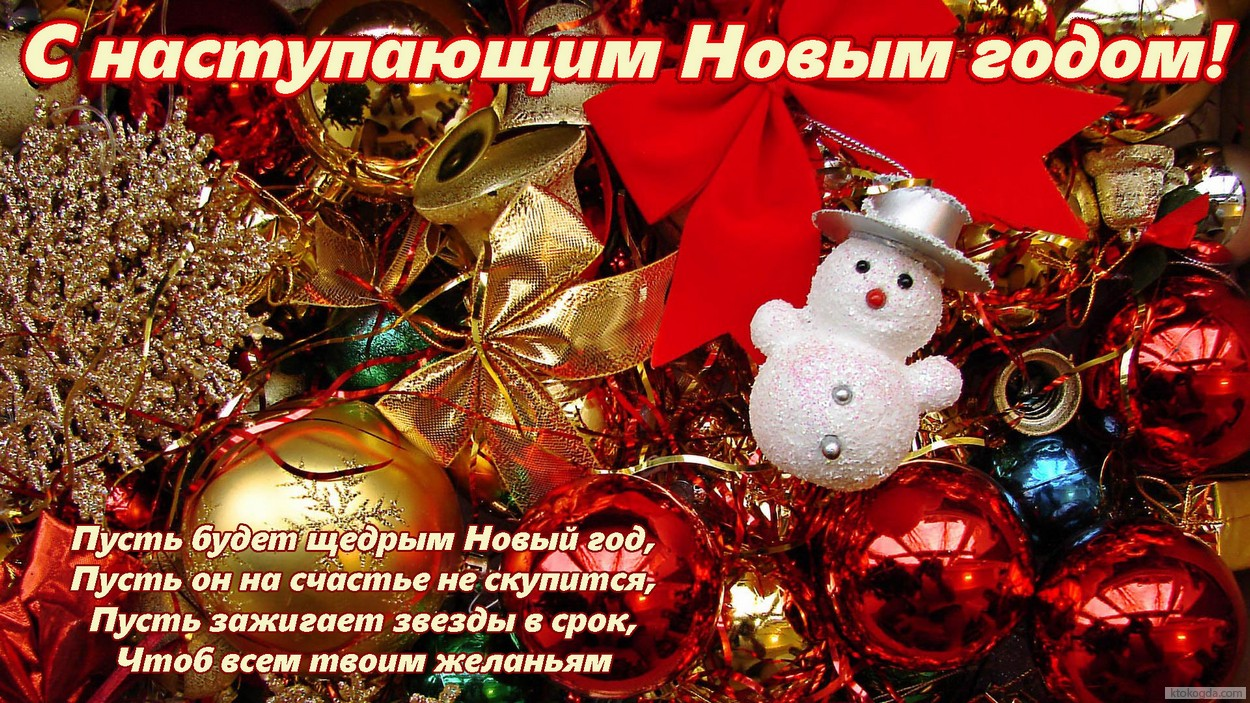 С наступающим Новым годом!
Пусть будет щедрым Новый год,
Пусть он на счастье не скупится,
Пусть зажигает звезды в срок,
Чтоб всем твоим желаньям
ktokogda.com